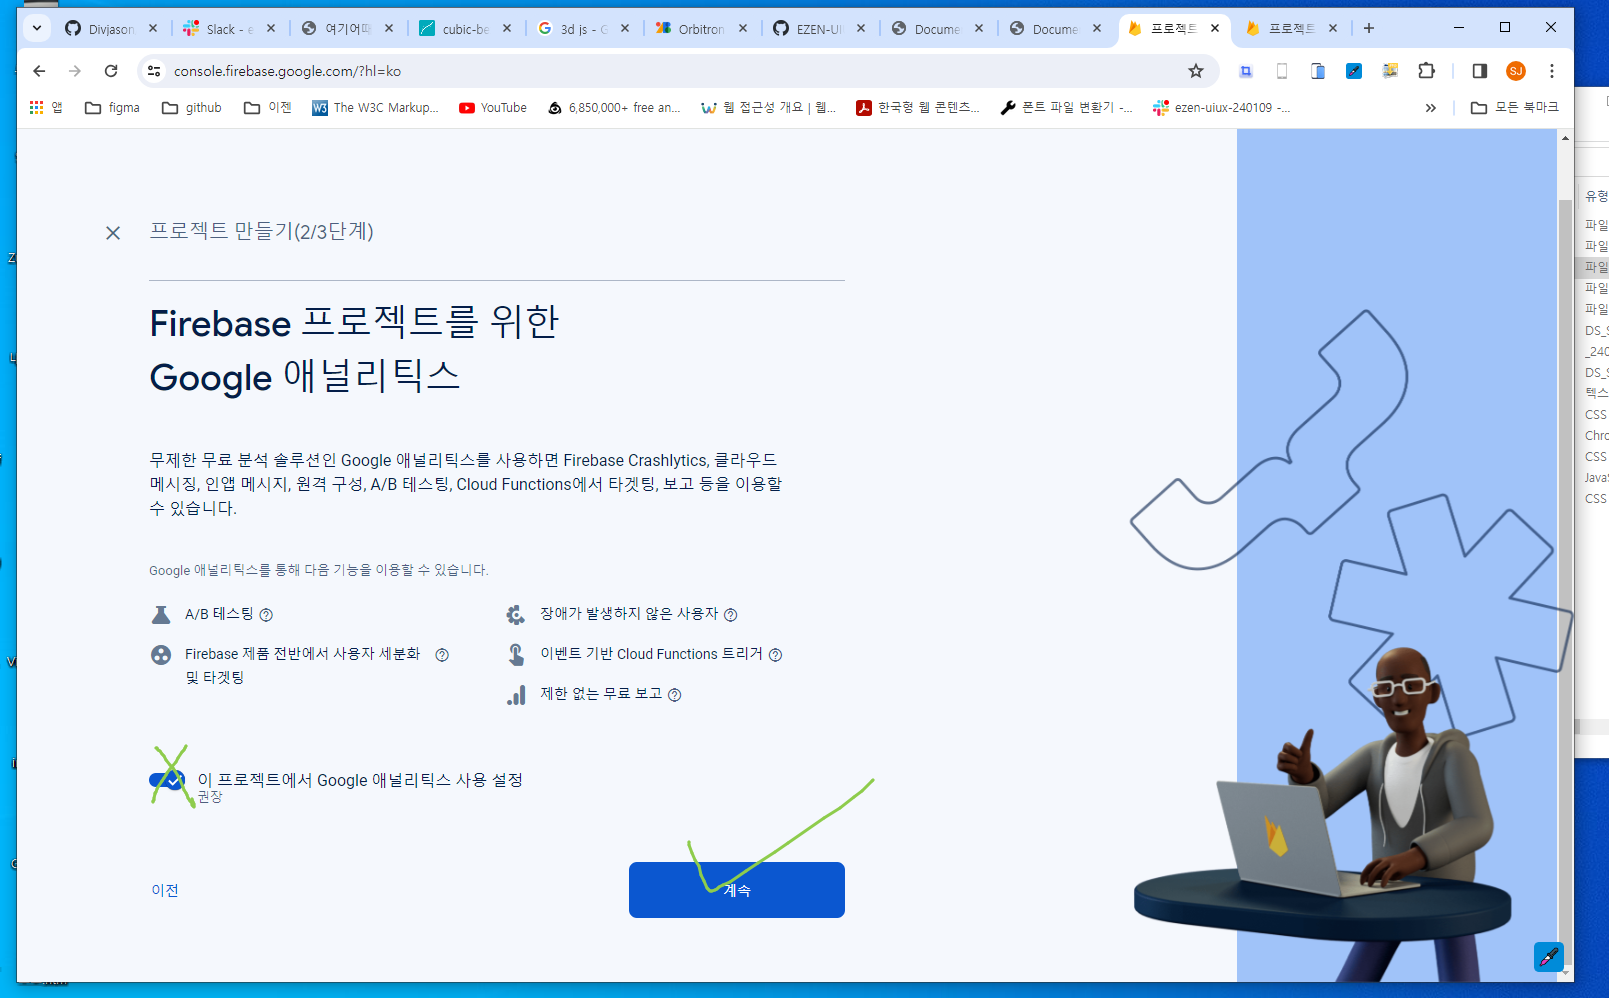 Divjason
Slack - e
여기어때
cubic-be
3d js - G
Orbitron
EZEN-UI
Docume
Docume
프로젝트
프로젝트
console.firebase.google.com/?hl=ko
SJ
앱
figma
github
이젠
The W3C Markup...
YouTube
6,850,000+ free an...
웹 접근성 개요 | 웹...
한국형 웹 콘텐츠...
폰트 파일 변환기 -...
ezen-uiux-240109 -...
모든 북마크
프로젝트 만들기(2/3단계)
Firebase 프로젝트를 위한
Google 애널리틱스
무제한 무료 분석 솔루션인 Google 애널리틱스를 사용하면 Firebase Crashlytics, 클라우드
메시징, 인앱 메시지, 원격 구성, A/B 테스팅, Cloud Functions에서 타겟팅, 보고 등을 이용할
수 있습니다.
Google 애널리틱스를 통해 다음 기능을 이용할 수 있습니다.
A/B 테스팅
장애가 발생하지 않은 사용자
Firebase 제품 전반에서 사용자 세분화
및 타겟팅
이벤트 기반 Cloud Functions 트리거
제한 없는 무료 보고
이 프로젝트에서 Google 애널리틱스 사용 설정
권장
이전
계속
유형
파일
파일
파일
파일
파일
DS_S
_240
DS_S
텍스
CSS
Chro
CSS
JavaS
CSS